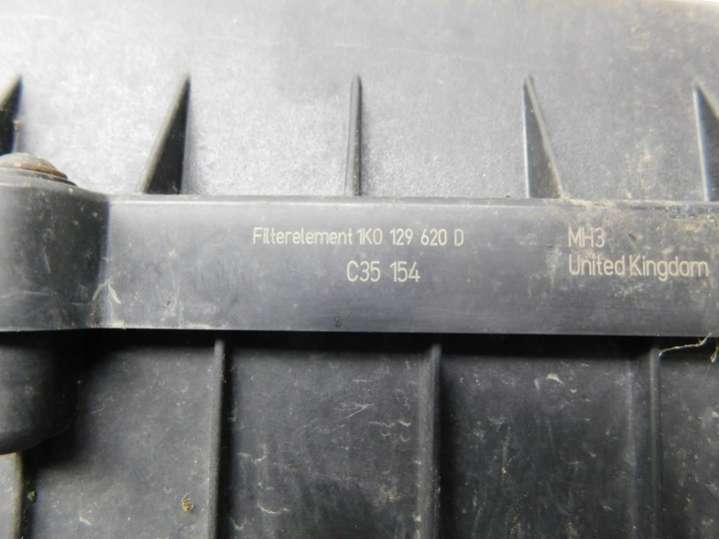 Filterelement 1K0 129 620 D
C35 154
MH3
United Kingdom